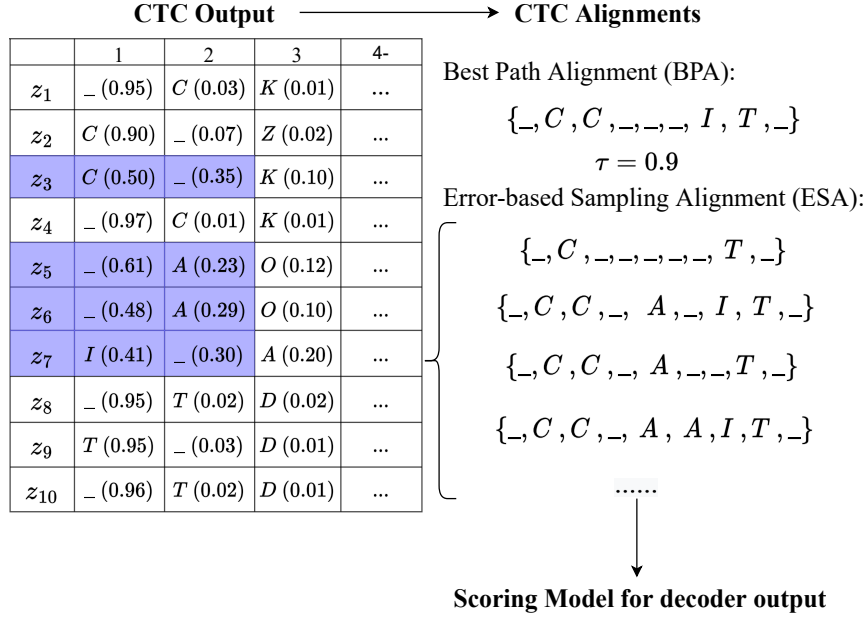 CTC Output CTC Alignments
1 2 3 4-
z₁ _ (0.95) C (0.03) K (0.01) ...
z₂ C (0.90) _ (0.07) Z (0.02) ...
z₃ C (0.50) _ (0.35) K (0.10) ...
z₄ _ (0.97) C (0.01) K (0.01) ...
z₅ _ (0.61) A (0.23) O (0.12) ...
z₆ _ (0.48) A (0.29) O (0.10) ...
z₇ I (0.41) _ (0.30) A (0.20) ...
z₈ _ (0.95) T (0.02) D (0.02) ...
z₉ T (0.95) _ (0.03) D (0.01) ...
z₁₀ _ (0.96) T (0.02) D (0.01) ...
Best Path Alignment (BPA):
{_, C , C ,_,_,_, I , T ,_}
τ = 0.9
Error-based Sampling Alignment (ESA):
{_, C ,_,_,_,_,_, T ,_}
{_, C , C ,_, A ,_, I , T ,_}
{_, C , C ,_, A ,_,_, T ,_}
{_, C , C ,_, A , A , I , T ,_}
......
Scoring Model for decoder output